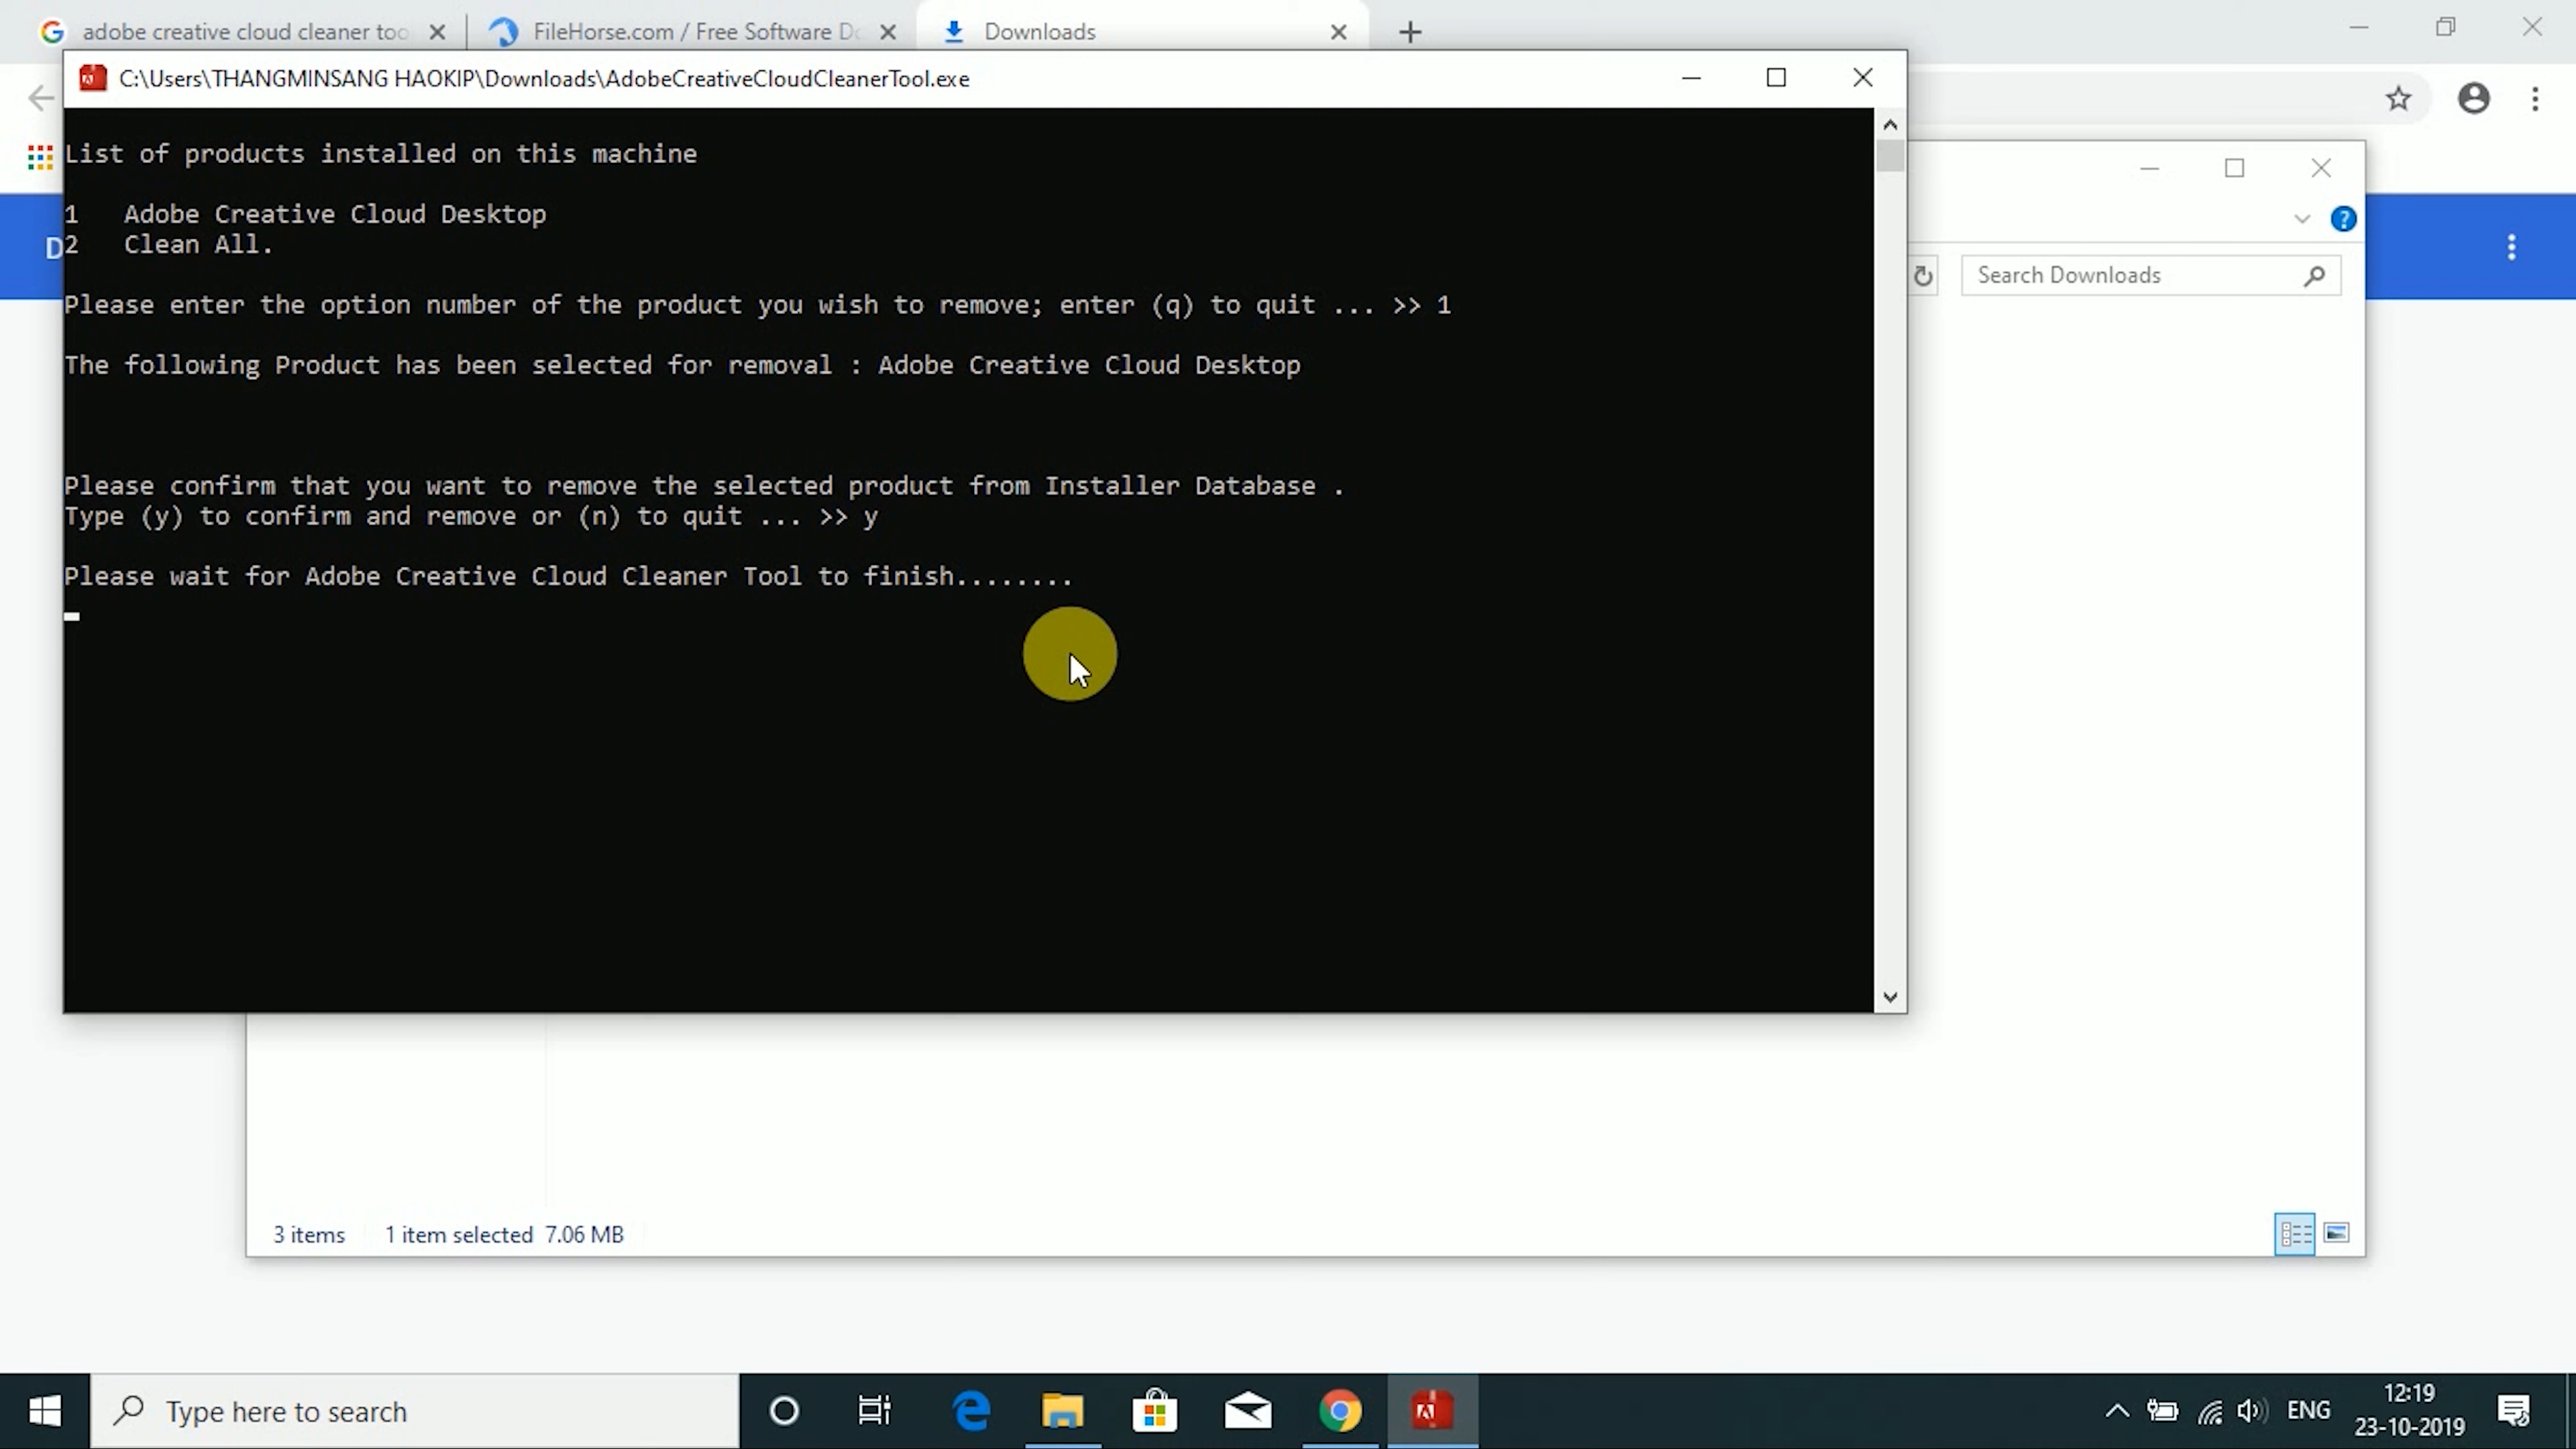 adobe creative cloud cleaner too
FileHorse.com / Free Software Do
Downloads
C:\Users\THANGMINSANG HAOKIP\Downloads\AdobeCreativeCloudCleanerTool.exe
List of products installed on this machine
1 Adobe Creative Cloud Desktop
2 Clean All.
D
Search Downloads
Please enter the option number of the product you wish to remove; enter (q) to quit ... >> 1
The following Product has been selected for removal : Adobe Creative Cloud Desktop
Please confirm that you want to remove the selected product from Installer Database .
Type (y) to confirm and remove or (n) to quit ... >> y
Please wait for Adobe Creative Cloud Cleaner Tool to finish........
3 items 1 item selected 7.06 MB
Type here to search
ENG
12:19
23-10-2019